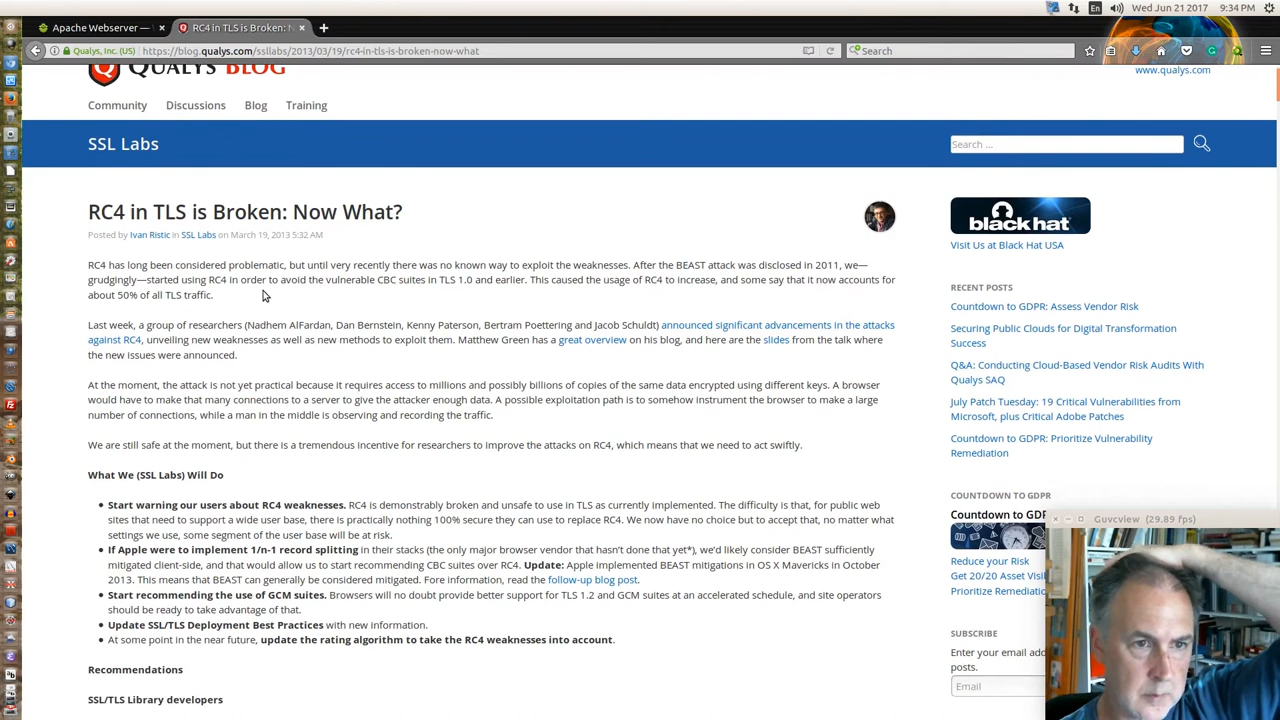 En
Wed Jun 21 2017
9:34 PM
Apache Webserver —
RC4 in TLS is Broken: N
Qualys, Inc. (US)
https://blog.qualys.com/ssllabs/2013/03/19/rc4-in-tls-is-broken-now-what
Search
QUALYS BLOG
www.qualys.com
Community
Discussions
Blog
Training
SSL Labs
Search ...
RC4 in TLS is Broken: Now What?
Posted by Ivan Ristic in SSL Labs on March 19, 2013 5:32 AM
RC4 has long been considered problematic, but until very recently there was no known way to exploit the weaknesses. After the BEAST attack was disclosed in 2011, we—
grudgingly—started using RC4 in order to avoid the vulnerable CBC suites in TLS 1.0 and earlier. This caused the usage of RC4 to increase, and some say that it now accounts for
about 50% of all TLS traffic.
Last week, a group of researchers (Nadhem AlFardan, Dan Bernstein, Kenny Paterson, Bertram Poettering and Jacob Schuldt) announced significant advancements in the attacks
against RC4, unveiling new weaknesses as well as new methods to exploit them. Matthew Green has a great overview on his blog, and here are the slides from the talk where
the new issues were announced.
At the moment, the attack is not yet practical because it requires access to millions and possibly billions of copies of the same data encrypted using different keys. A browser
would have to make that many connections to a server to give the attacker enough data. A possible exploitation path is to somehow instrument the browser to make a large
number of connections, while a man in the middle is observing and recording the traffic.
We are still safe at the moment, but there is a tremendous incentive for researchers to improve the attacks on RC4, which means that we need to act swiftly.
What We (SSL Labs) Will Do
Start warning our users about RC4 weaknesses. RC4 is demonstrably broken and unsafe to use in TLS as currently implemented. The difficulty is that, for public web
sites that need to support a wide user base, there is practically nothing 100% secure they can use to replace RC4. We now have no choice but to accept that, no matter what
settings we use, some segment of the user base will be at risk.
If Apple were to implement 1/n-1 record splitting in their stacks (the only major browser vendor that hasn't done that yet*), we'd likely consider BEAST sufficiently
mitigated client-side, and that would allow us to start recommending CBC suites over RC4. Update: Apple implemented BEAST mitigations in OS X Mavericks in October
2013. This means that BEAST can generally be considered mitigated. Fore information, read the follow-up blog post.
Start recommending the use of GCM suites. Browsers will no doubt provide better support for TLS 1.2 and GCM suites at an accelerated schedule, and site operators
should be ready to take advantage of that.
Update SSL/TLS Deployment Best Practices with new information.
At some point in the near future, update the rating algorithm to take the RC4 weaknesses into account.
Recommendations
SSL/TLS Library developers
black hat
Visit Us at Black Hat USA
RECENT POSTS
Countdown to GDPR: Assess Vendor Risk
Securing Public Clouds for Digital Transformation
Success
Q&A: Conducting Cloud-Based Vendor Risk Audits With
Qualys SAQ
July Patch Tuesday: 19 Critical Vulnerabilities from
Microsoft, plus Critical Adobe Patches
Countdown to GDPR: Prioritize Vulnerability
Remediation
COUNTDOWN TO GDPR
Countdown to GDP
Reduce your Risk
Get 20/20 Asset Visi
Prioritize Remediatio
SUBSCRIBE
Enter your email add
posts.
Email
Guvcview (29.89 fps)